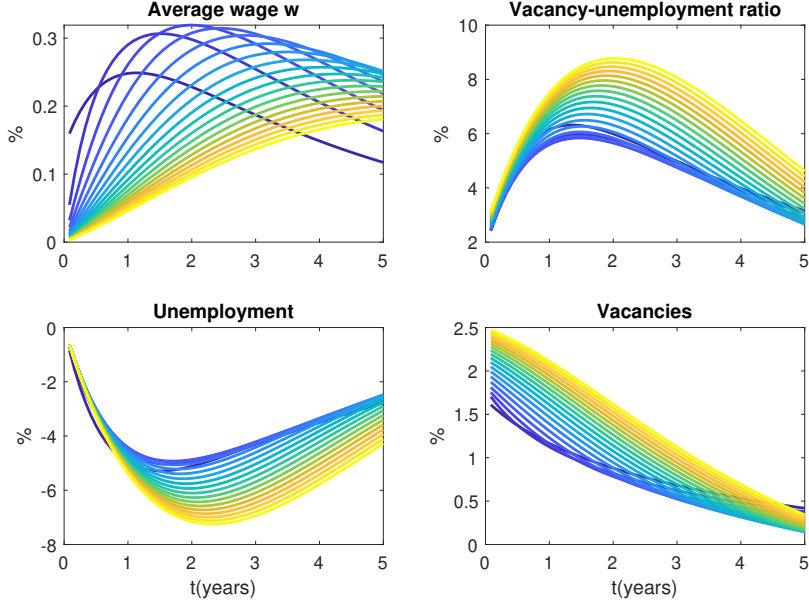 Average wage w
0.3
0.2
0.1
0
%
0 1 2 3 4 5
Vacancy-unemployment ratio
10
8
6
4
2
%
0 1 2 3 4 5
Unemployment
0
-2
-4
-6
-8
%
0 1 2 3 4 5
t(years)
Vacancies
2.5
2
1.5
1
0.5
0
%
0 1 2 3 4 5
t(years)